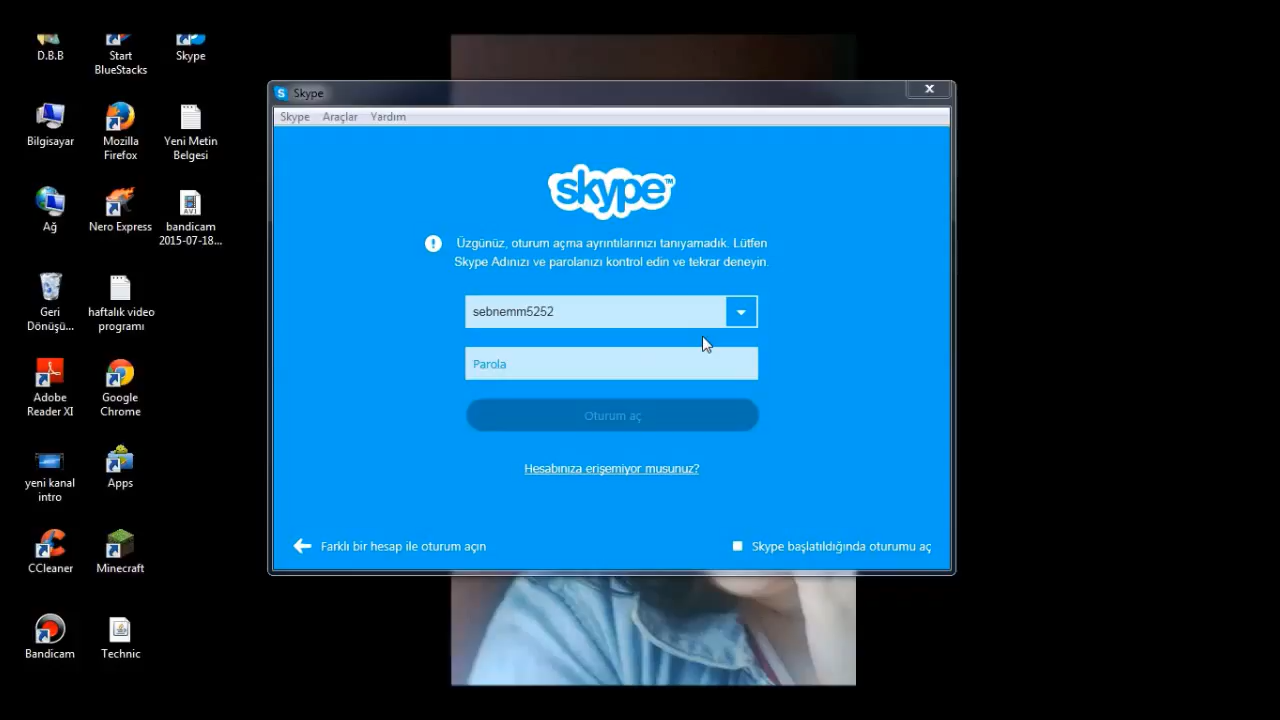 D.B.B
Start
BlueStacks
Skype
Bilgisayar
Mozilla
Firefox
Yeni Metin
Belgesi
Ağ
Nero Express
bandicam
2015-07-18...
Geri
Dönüşü...
haftalık video
programı
Adobe
Reader XI
Google
Chrome
yeni kanal
intro
Apps
CCleaner
Minecraft
Bandicam
Technic
Skype
Skype Araçlar Yardım
skype™
Üzgünüz, oturum açma ayrıntılarınızı tanıyamadık. Lütfen
Skype Adınızı ve parolanızı kontrol edin ve tekrar deneyin.
sebnemm5252
Parola
Oturum aç
Hesabınıza erişemiyor musunuz?
Farklı bir hesap ile oturum açın
Skype başlatıldığında oturumu aç